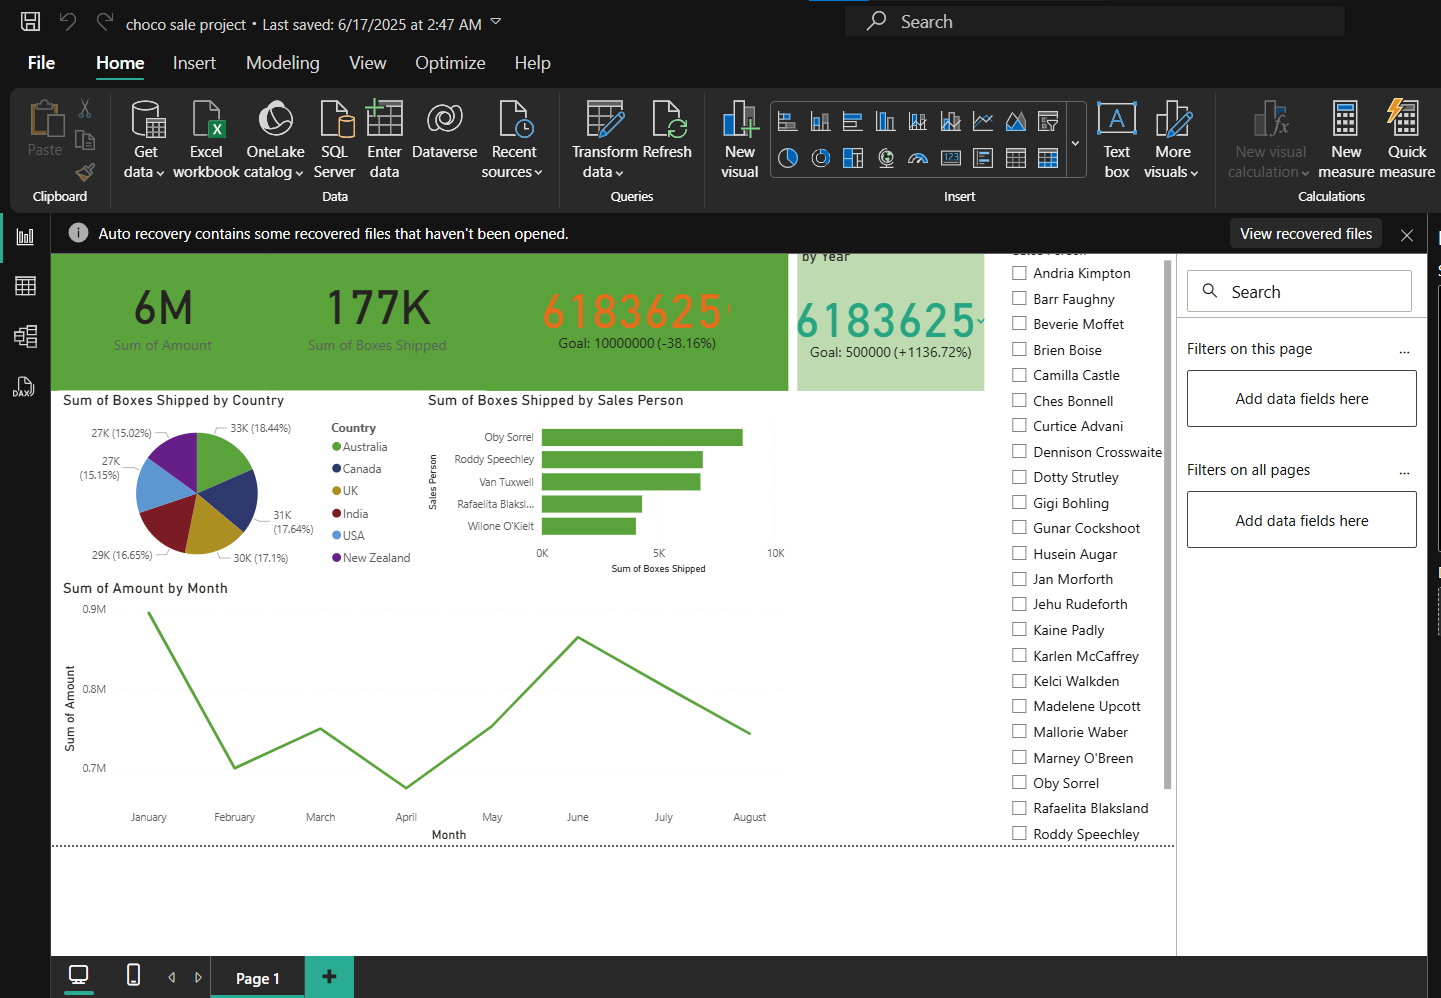 choco sale project • Last saved: 6/17/2025 at 2:47 AM
Search
File Home Insert Modeling View Optimize Help
Paste
Clipboard
Get data
Excel workbook
OneLake catalog
SQL Server
Enter data
Dataverse
Recent sources
Data
Transform data
Refresh
Queries
New visual
Insert
123
A
Text box
More visuals
New visual calculation
New measure
Quick measure
Calculations
DAX
Auto recovery contains some recovered files that haven't been opened.
View recovered files
6M
Sum of Amount
177K
Sum of Boxes Shipped
6183625
Goal: 10000000 (-38.16%)
by Year
6183625
Goal: 500000 (+1136.72%)
Sum of Boxes Shipped by Country
27K (15.02%)
33K (18.44%)
27K
(15.15%)
31K
(17.64%)
29K (16.65%)
30K (17.1%)
Country
Australia
Canada
UK
India
USA
New Zealand
Sum of Boxes Shipped by Sales Person
Sales Person
Oby Sorrel
Roddy Speechley
Van Tuxwell
Rafaelita Blaksl...
Wilone O'Kielt
0K 5K 10K
Sum of Boxes Shipped
Sum of Amount by Month
Sum of Amount
0.9M
0.8M
0.7M
January February March April May June July August
Month
Sales Person
Andria Kimpton
Barr Faughny
Beverie Moffet
Brien Boise
Camilla Castle
Ches Bonnell
Curtice Advani
Dennison Crosswaite
Dotty Strutley
Gigi Bohling
Gunar Cockshoot
Husein Augar
Jan Morforth
Jehu Rudeforth
Kaine Padly
Karlen McCaffrey
Kelci Walkden
Madelene Upcott
Mallorie Waber
Marney O'Breen
Oby Sorrel
Rafaelita Blaksland
Roddy Speechley
Search
Filters on this page ...
Add data fields here
Filters on all pages ...
Add data fields here
Page 1